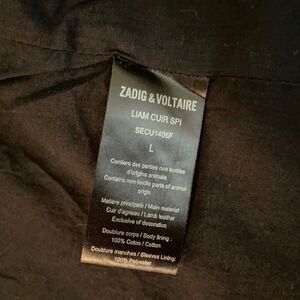 ZADIG & VOLTAIRE
LIAM CUIR SPI
SECU1406F
L
Contient des parties non textiles
d'origine animale
Contains non-textile parts of animal
origin
Matière principale / Main material :
Cuir d'agneau / Lamb leather
Exclusive of decoration
Doublure corps / Body lining :
100% Coton / Cotton
Doublure manches / Sleeves Lining:
100% Polyester